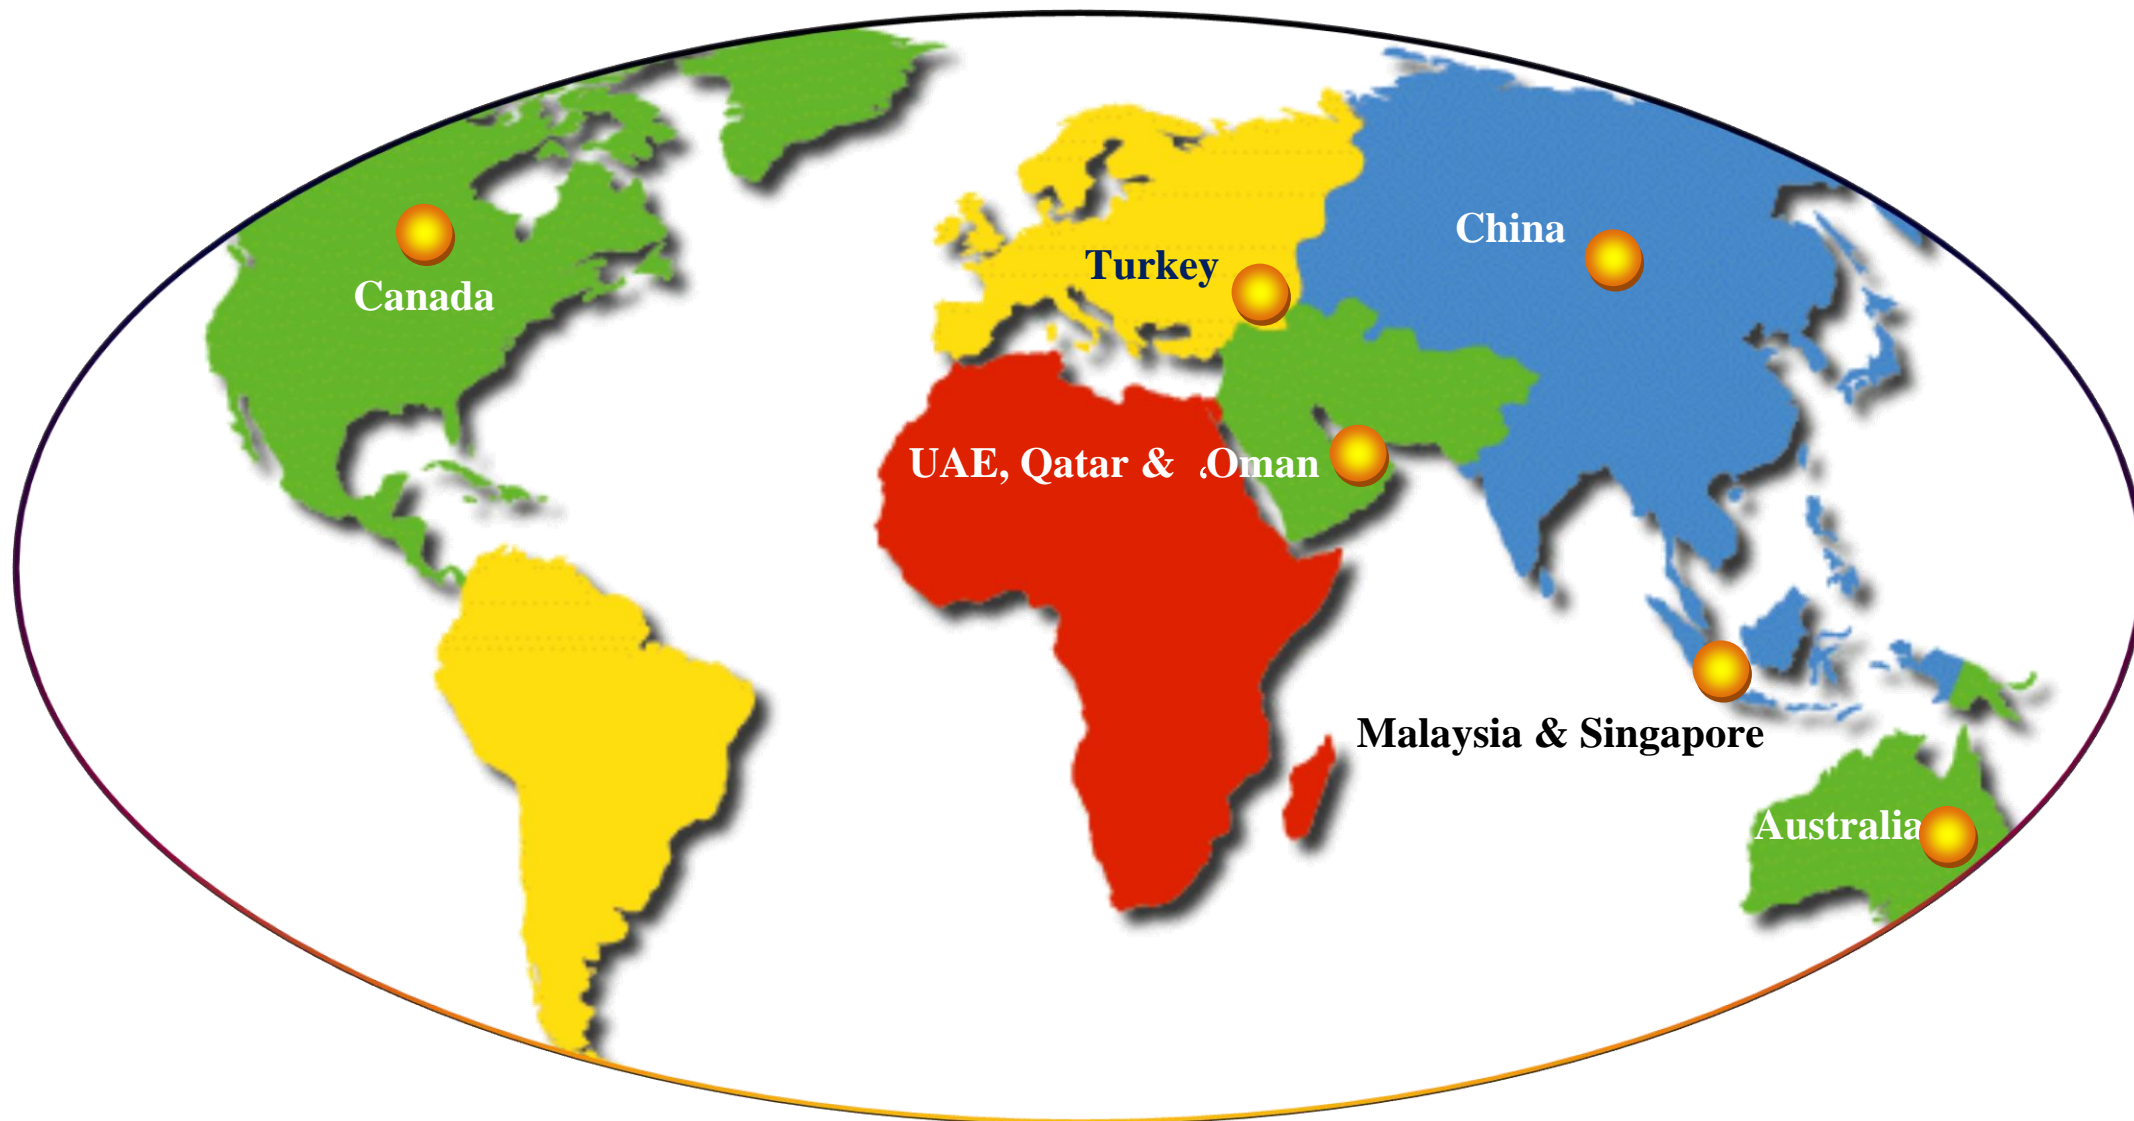 China
Turkey
Canada
UAE, Qatar & ،Oman
Malaysia & Singapore
Australia